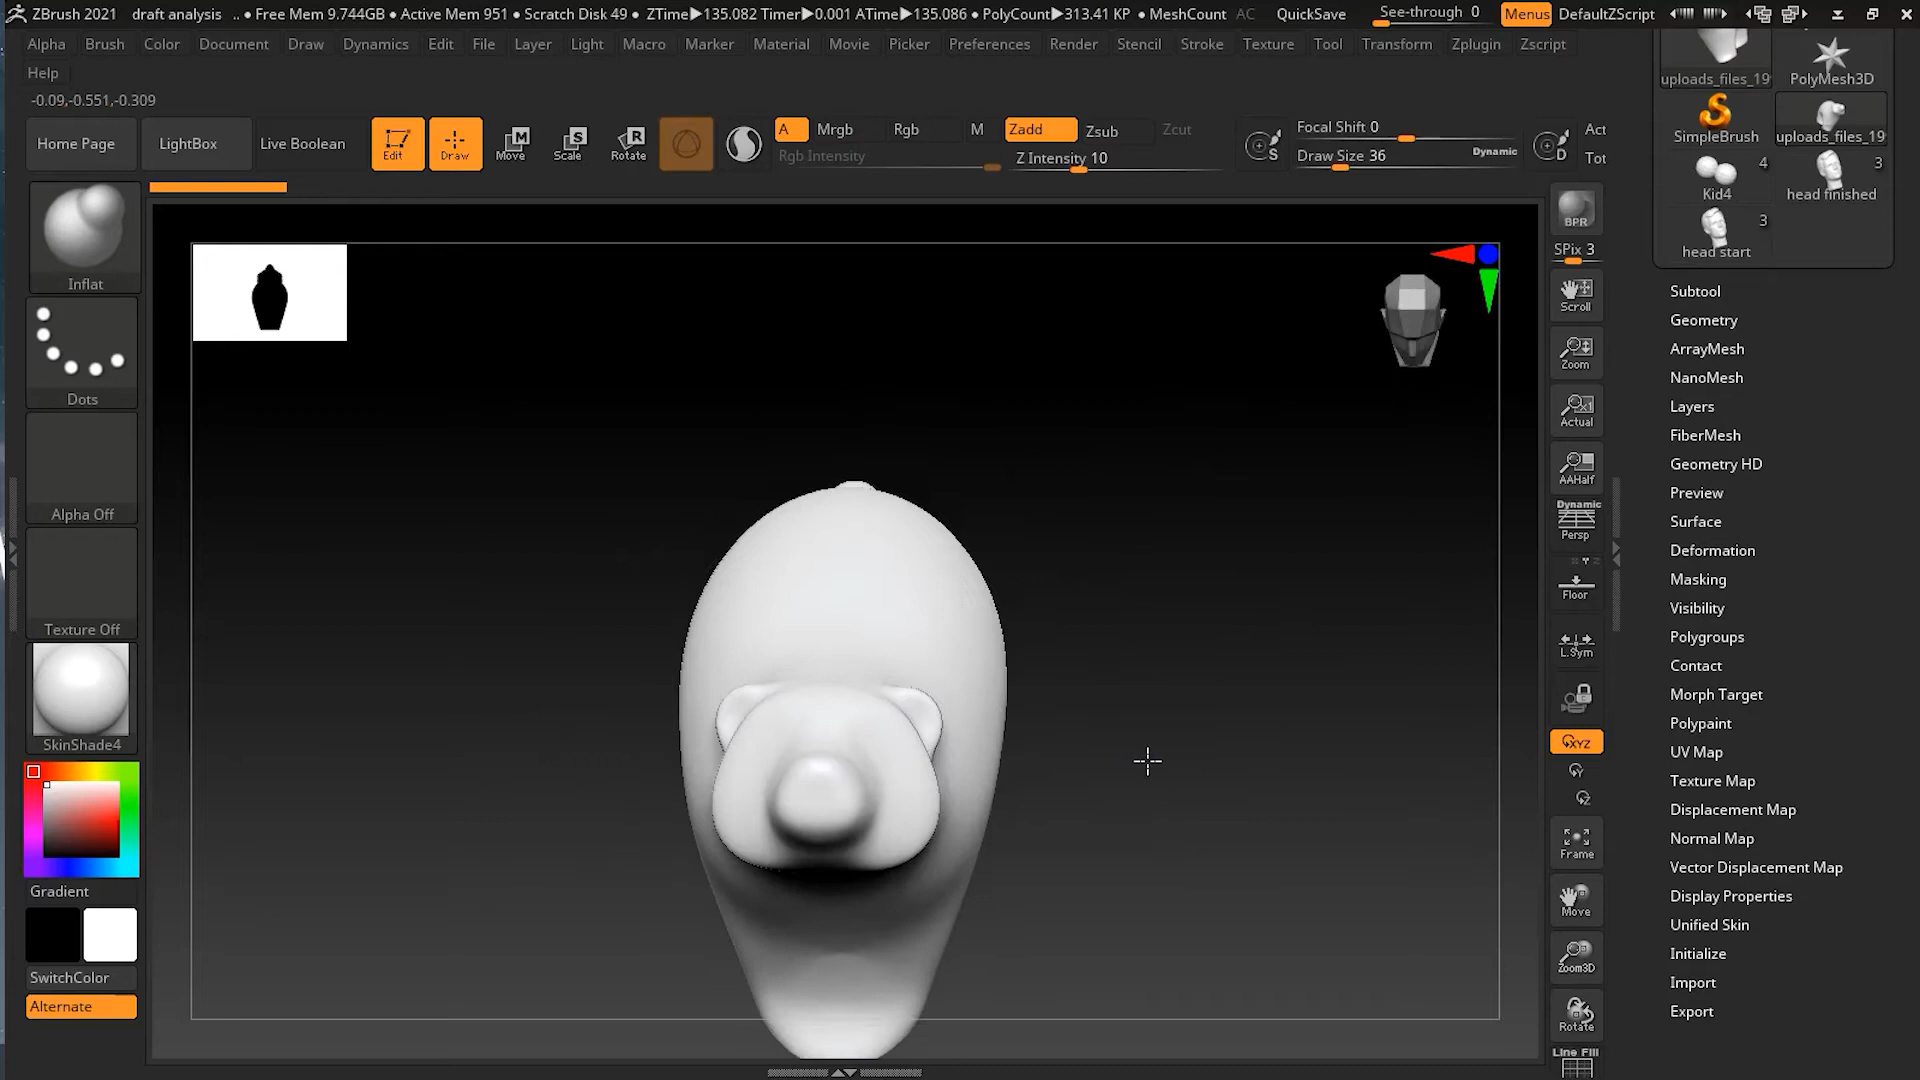 ZBrush 2021 draft analysis .. • Free Mem 9.744GB • Active Mem 951 • Scratch Disk 49 • ZTime▶135.082 Timer▶0.001 ATime▶135.086 • PolyCount▶313.41 KP • MeshCount AC QuickSave See-through 0 Menus DefaultZScript
Alpha Brush Color Document Draw Dynamics Edit File Layer Light Macro Marker Material Movie Picker Preferences Render Stencil Stroke Texture Tool Transform Zplugin Zscript
Help
-0.09,-0.551,-0.309
Home Page LightBox Live Boolean Edit Draw Move Scale Rotate
M S R
A Mrgb Rgb M Zadd Zsub Zcut
Rgb Intensity Z Intensity 10
S Focal Shift 0
Draw Size 36 Dynamic
D Act
Tot
Inflat
Dots
Alpha Off
Texture Off
SkinShade4
Gradient
SwitchColor
Alternate
BPR
SPix 3
Scroll
Zoom
Actual
AAHalf
Dynamic
Persp
Floor
L.Sym
XYZ
Frame
Move
Zoom3D
Rotate
Line Fill
uploads_files_19 PolyMesh3D
SimpleBrush uploads_files_19
4 3
Kid4 head finished
3
head start
Subtool
Geometry
ArrayMesh
NanoMesh
Layers
FiberMesh
Geometry HD
Preview
Surface
Deformation
Masking
Visibility
Polygroups
Contact
Morph Target
Polypaint
UV Map
Texture Map
Displacement Map
Normal Map
Vector Displacement Map
Display Properties
Unified Skin
Initialize
Import
Export